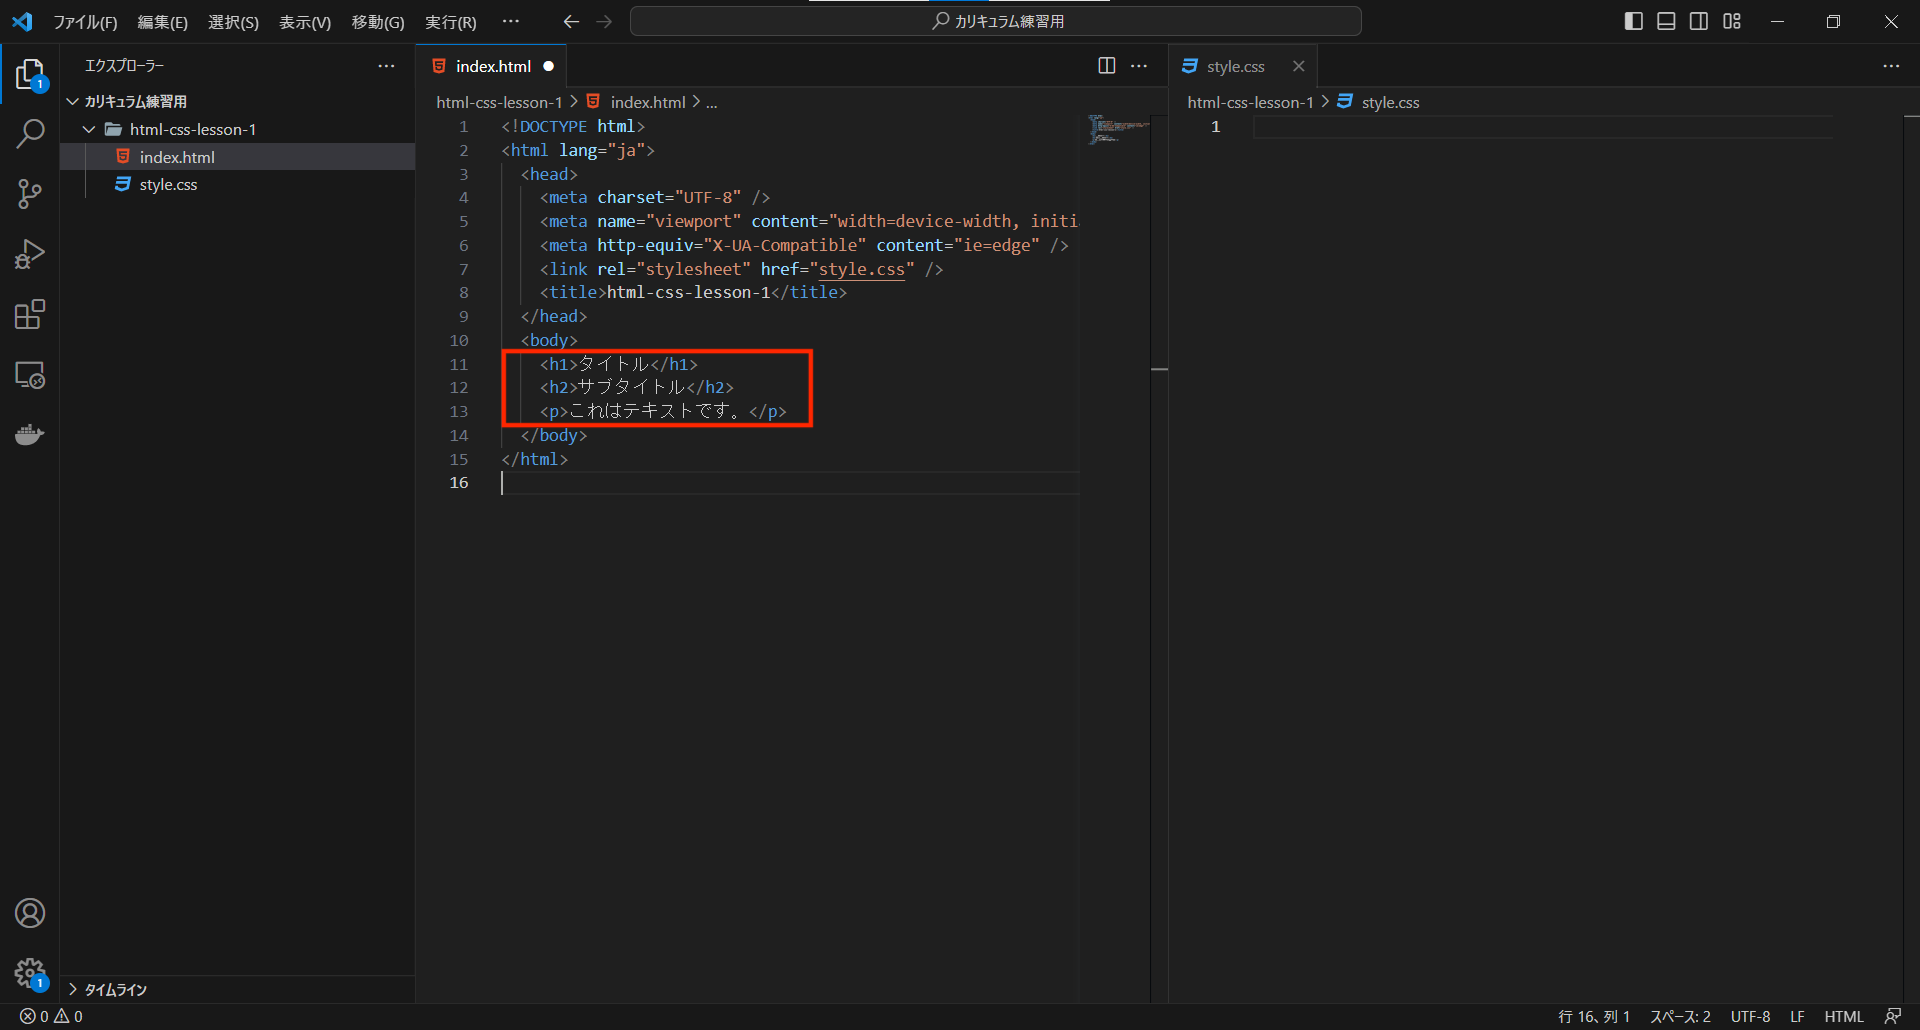 ファイル(F) 編集(E) 選択(S) 表示(V) 移動(G) 実行(R) ··· カリキュラム練習用
エクスプローラー ···
カリキュラム練習用
html-css-lesson-1
index.html
style.css
タイムライン
1
1
index.html
html-css-lesson-1 > index.html > ...
1 <!DOCTYPE html>
2 <html lang="ja">
3 <head>
4 <meta charset="UTF-8" />
5 <meta name="viewport" content="width=device-width, initi
6 <meta http-equiv="X-UA-Compatible" content="ie=edge" />
7 <link rel="stylesheet" href="style.css" />
8 <title>html-css-lesson-1</title>
9 </head>
10 <body>
11 <h1>タイトル</h1>
12 <h2>サブタイトル</h2>
13 <p>これはテキストです。</p>
14 </body>
15 </html>
16
style.css
html-css-lesson-1 > style.css
1
0 0
行 16、列 1 スペース: 2 UTF-8 LF HTML